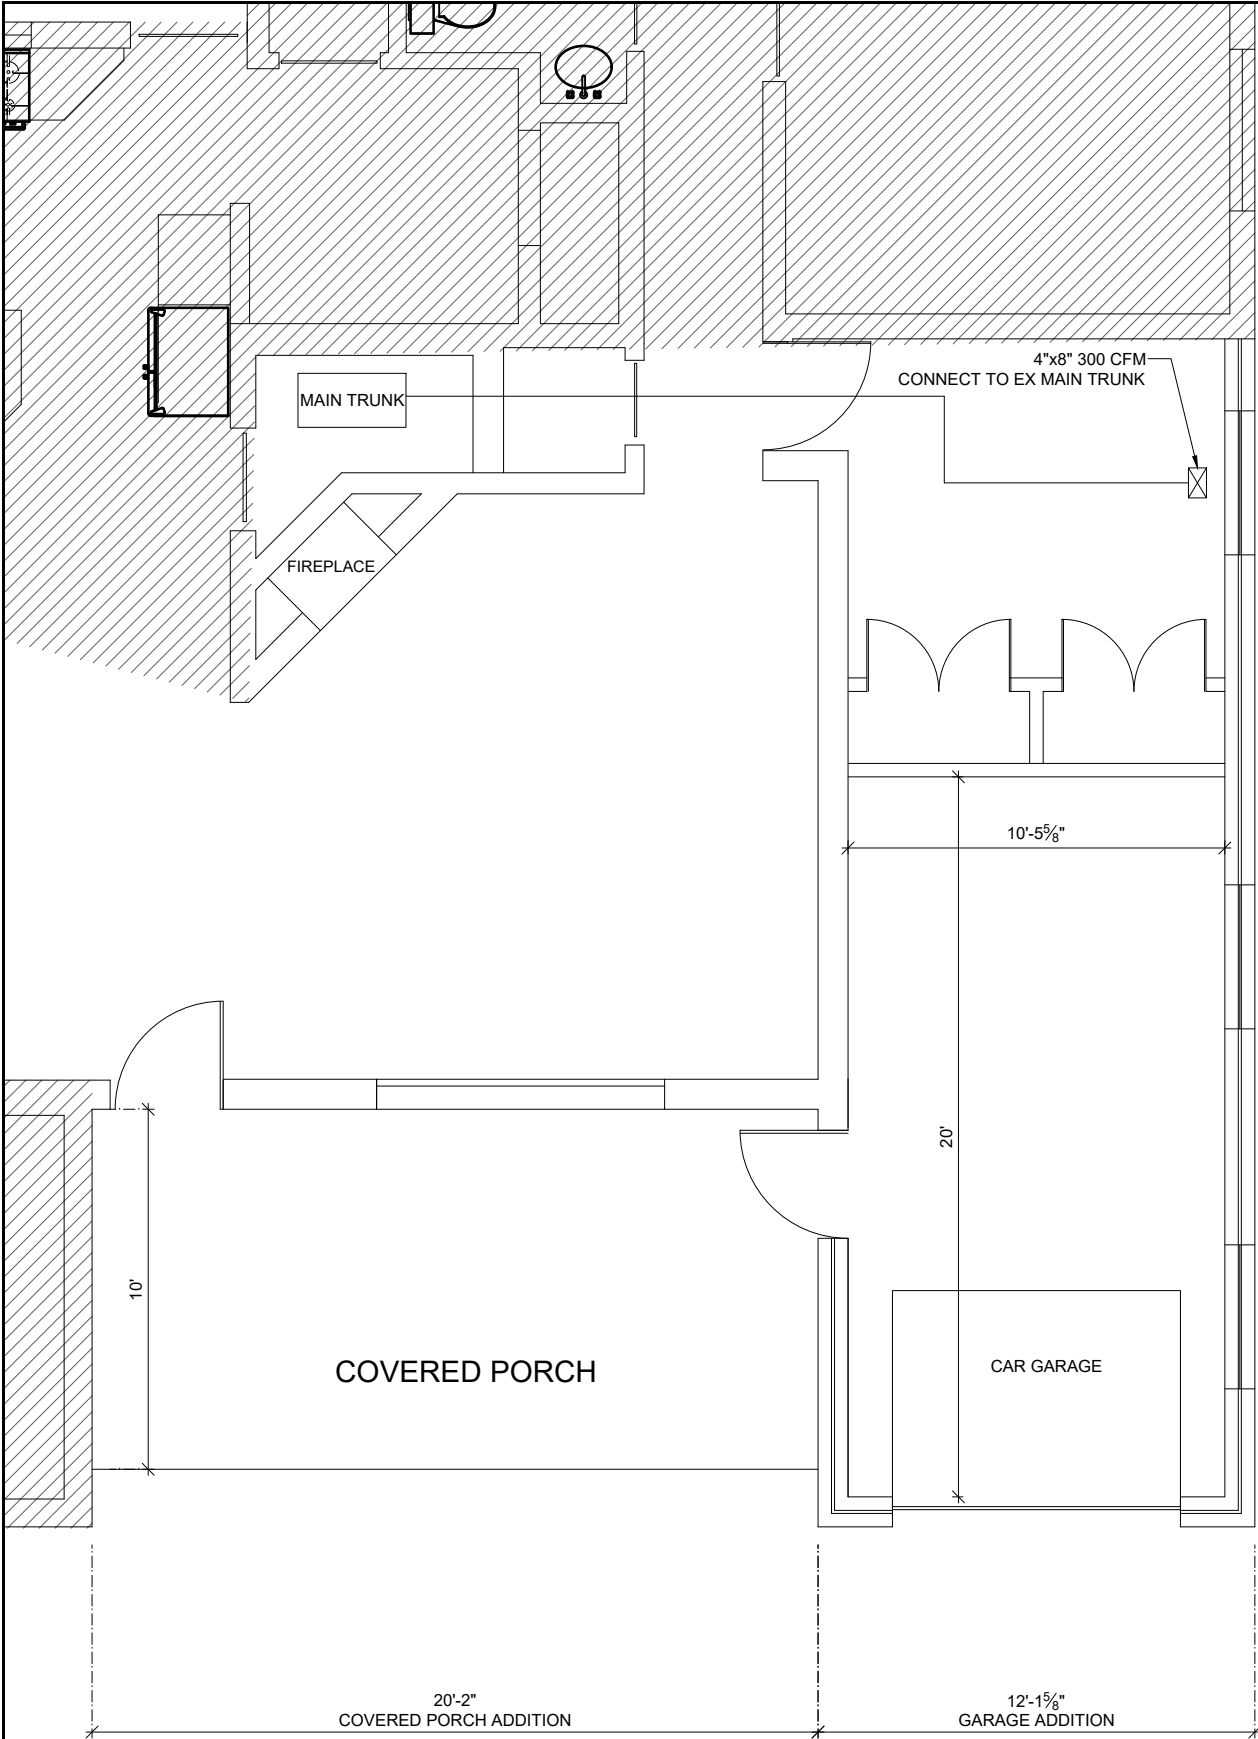 4"x8" 300 CFM
CONNECT TO EX MAIN TRUNK
MAIN TRUNK
FIREPLACE
10'-5⅝"
20'
10'
COVERED PORCH
CAR GARAGE
20'-2"
COVERED PORCH ADDITION
12'-1⅝"
GARAGE ADDITION